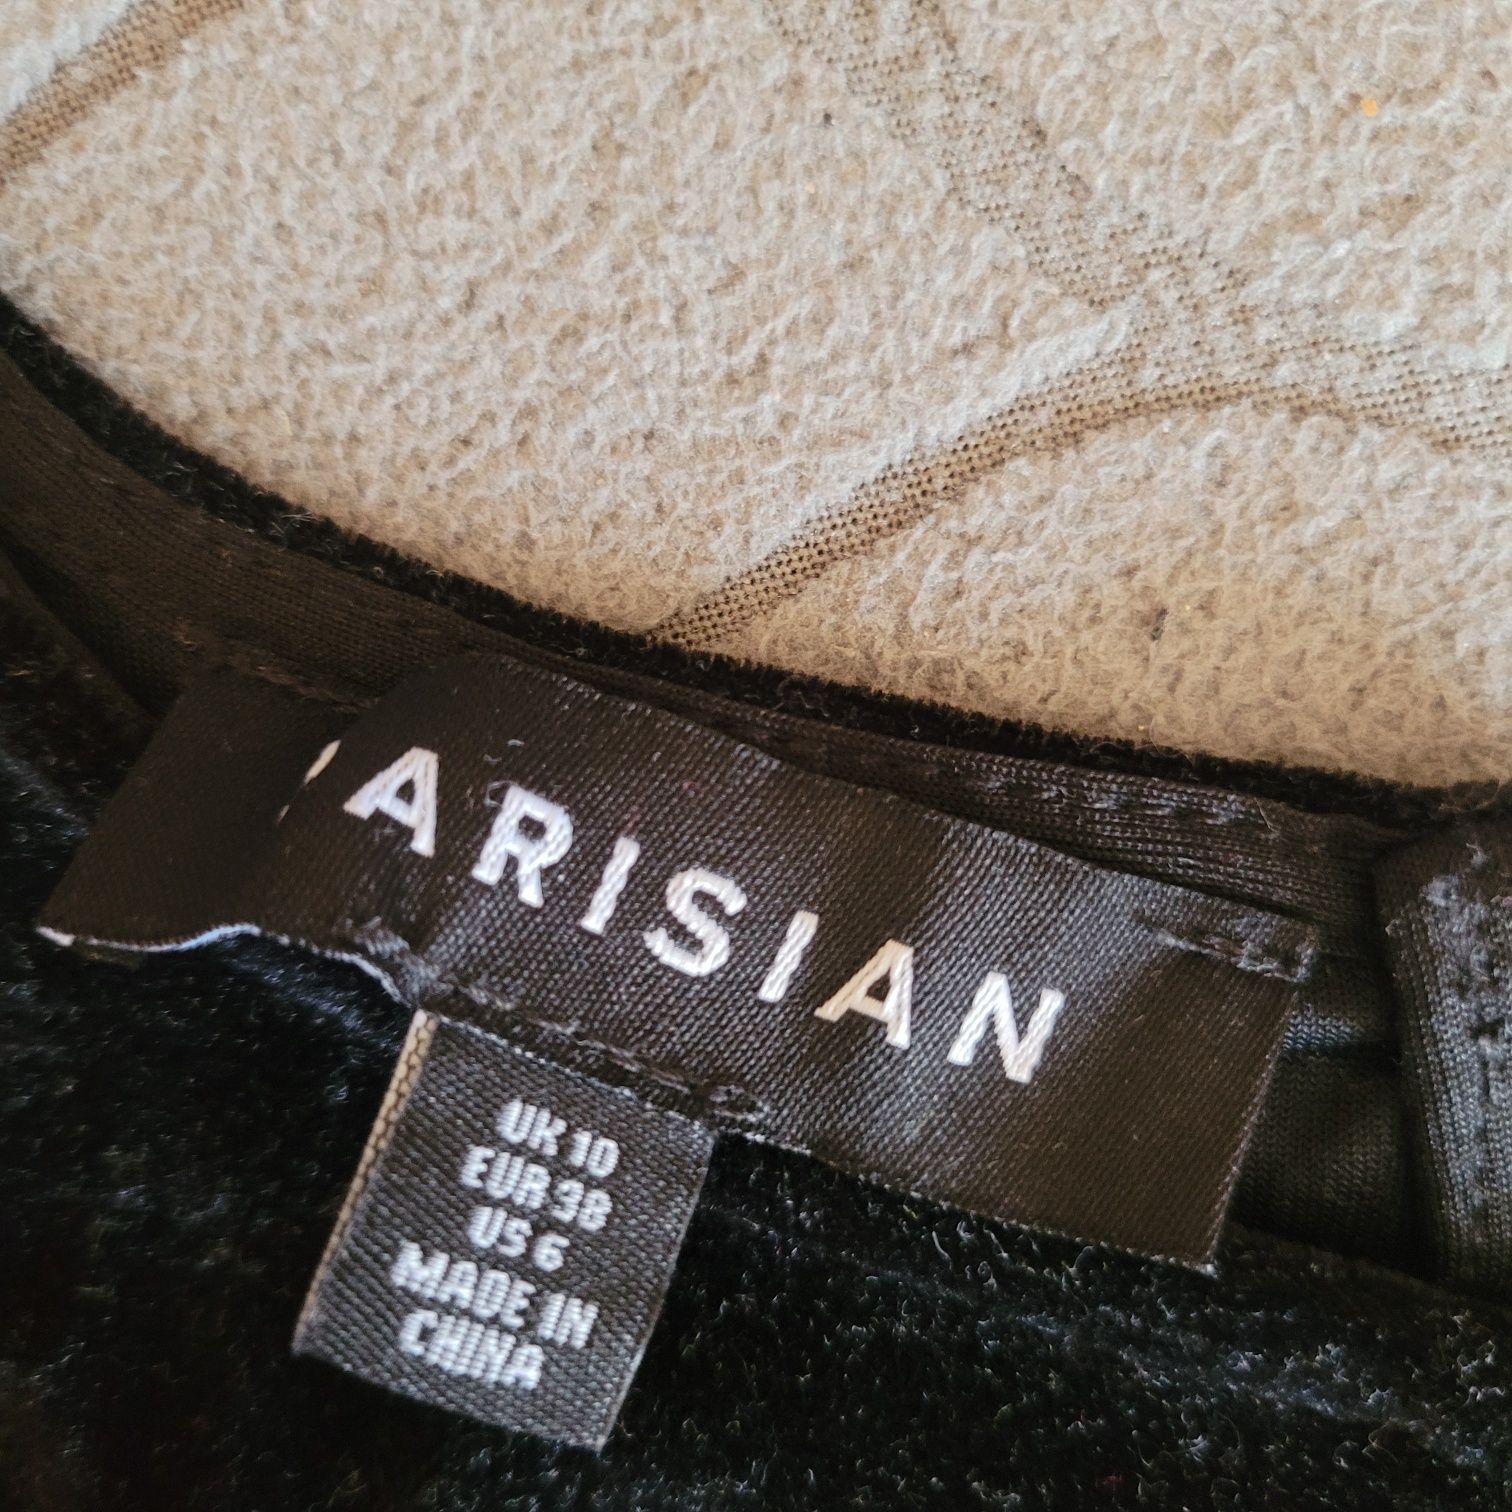 ARISIAN
UK 10
EUR 38
US 6
MADE IN
CHINA